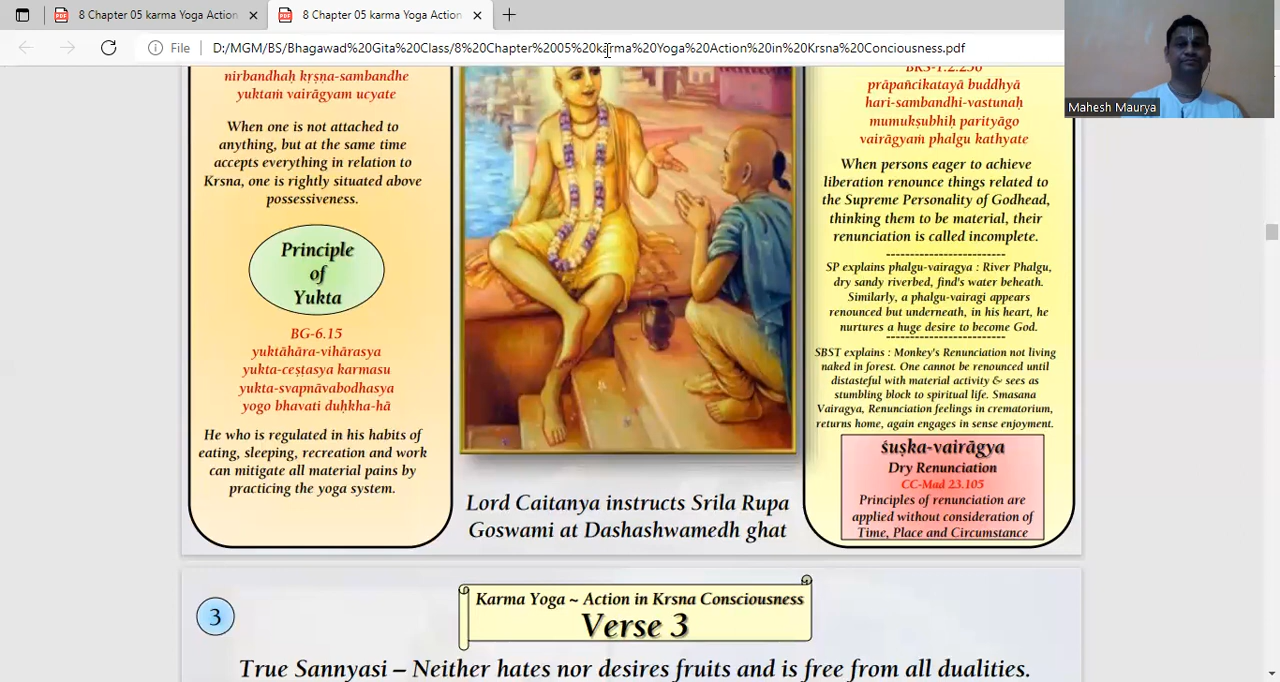 8 Chapter 05 karma Yoga Action
8 Chapter 05 karma Yoga Action
File
D:/MGM/BS/Bhagawad%20Gita%20Class/8%20Chapter%2005%20karma%20Yoga%20Action%20in%20Krsna%20Conciousness.pdf
Mahesh Maurya
nirbandhaḥ kṛṣṇa-sambandhe
yuktaṁ vairāgyam ucyate
When one is not attached to
anything, but at the same time
accepts everything in relation to
Krsna, one is rightly situated above
possessiveness.
Principle
of
Yukta
BG-6.15
yuktāhāra-vihārasya
yukta-ceṣṭasya karmasu
yukta-svapnāvabodhasya
yogo bhavati duḥkha-hā
He who is regulated in his habits of
eating, sleeping, recreation and work
can mitigate all material pains by
practicing the yoga system.
Lord Caitanya instructs Srila Rupa
Goswami at Dashashwamedh ghat
prāpañcikatayā buddhyā
hari-sambandhi-vastunaḥ
mumukṣubhiḥ parityāgo
vairāgyaṁ phalgu kathyate
When persons eager to achieve
liberation renounce things related to
the Supreme Personality of Godhead,
thinking them to be material, their
renunciation is called incomplete.
------------------------
SP explains phalgu-vairagya : River Phalgu,
dry sandy riverbed, find's water beheath.
Similarly, a phalgu-vairagi appears
renounced but underneath, in his heart, he
nurtures a huge desire to become God.
------------------------
SBST explains : Monkey's Renunciation not living
naked in forest. One cannot be renounced until
distasteful with material activity & sees as
stumbling block to spiritual life. Smasana
Vairagya, Renunciation feelings in crematorium,
returns home, again engages in sense enjoyment.
śuṣka-vairāgya
Dry Renunciation
CC-Mad 23.105
Principles of renunciation are
applied without consideration of
Time, Place and Circumstance
3
Karma Yoga ~ Action in Krsna Consciousness
Verse 3
True Sannyasi – Neither hates nor desires fruits and is free from all dualities.